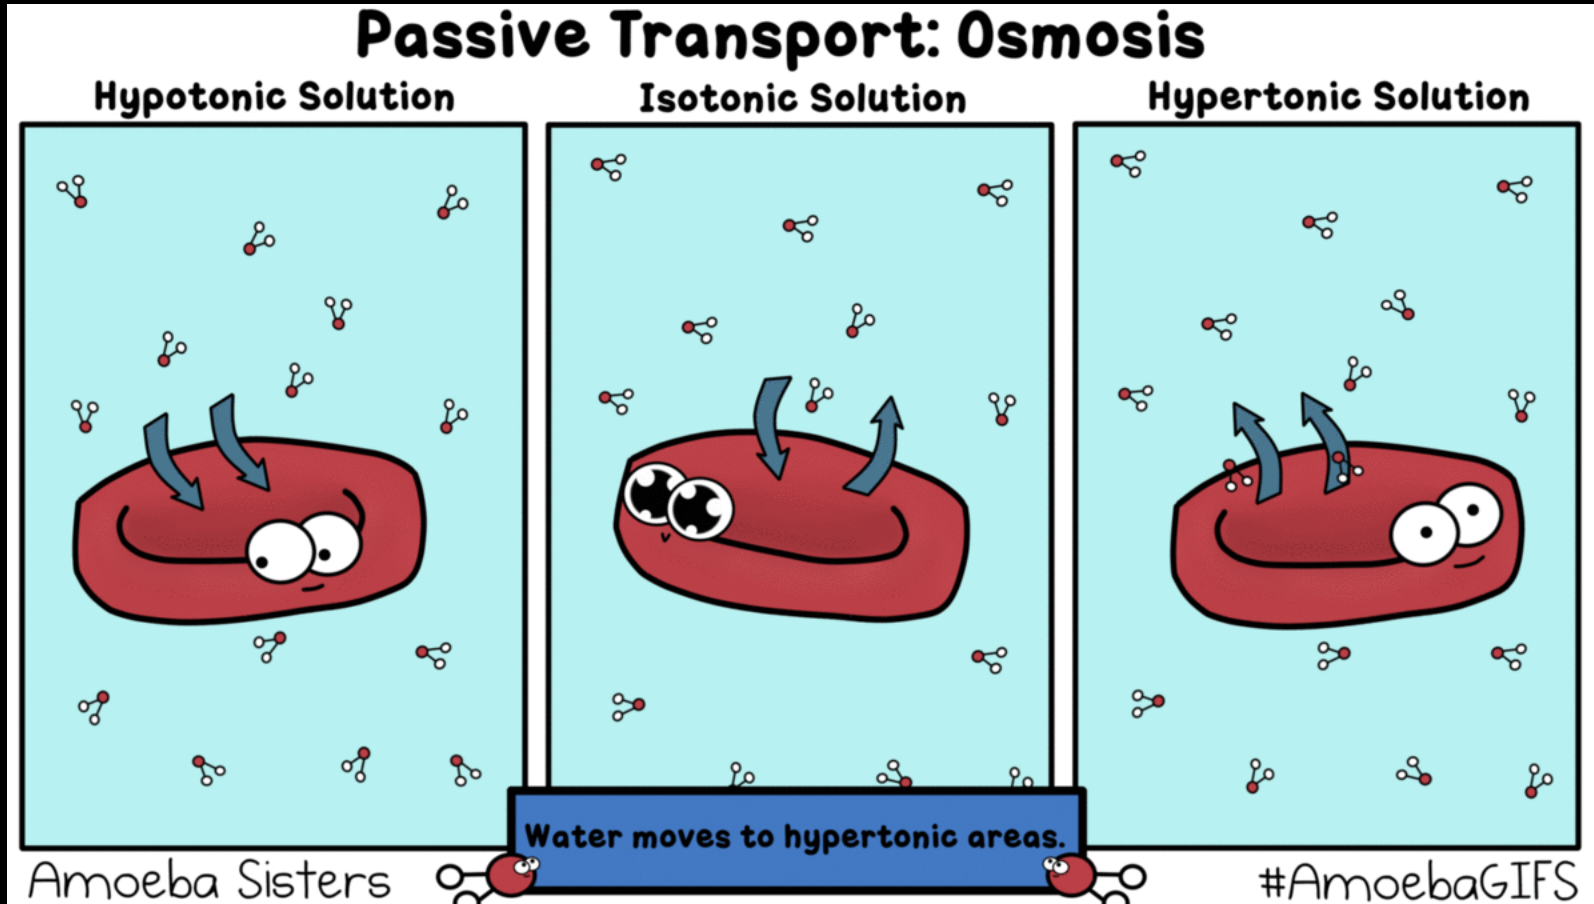 Passive Transport: Osmosis
Hypotonic Solution
Isotonic Solution
Hypertonic Solution
Water moves to hypertonic areas.
Amoeba Sisters
#AmoebaGIFS